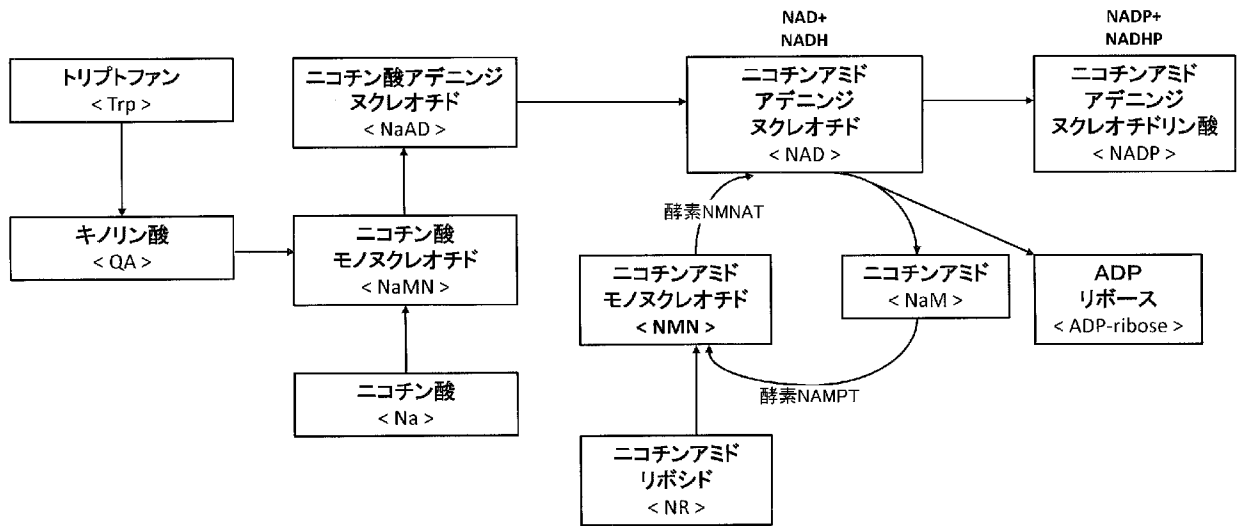 NAD+
NADH
NADP+
NADHP
トリプトファン
< Trp >
ニコチン酸アデニンジ
ヌクレオチド
< NaAD >
ニコチンアミド
アデニンジ
ヌクレオチド
< NAD >
ニコチンアミド
アデニンジ
ヌクレオチドリン酸
< NADP >
酵素NMNAT
キノリン酸
< QA >
ニコチン酸
モノヌクレオチド
< NaMN >
ニコチンアミド
モノヌクレオチド
< NMN >
ニコチンアミド
< NaM >
ADP
リボース
< ADP-ribose >
ニコチン酸
< Na >
酵素NAMPT
ニコチンアミド
リボシド
< NR >